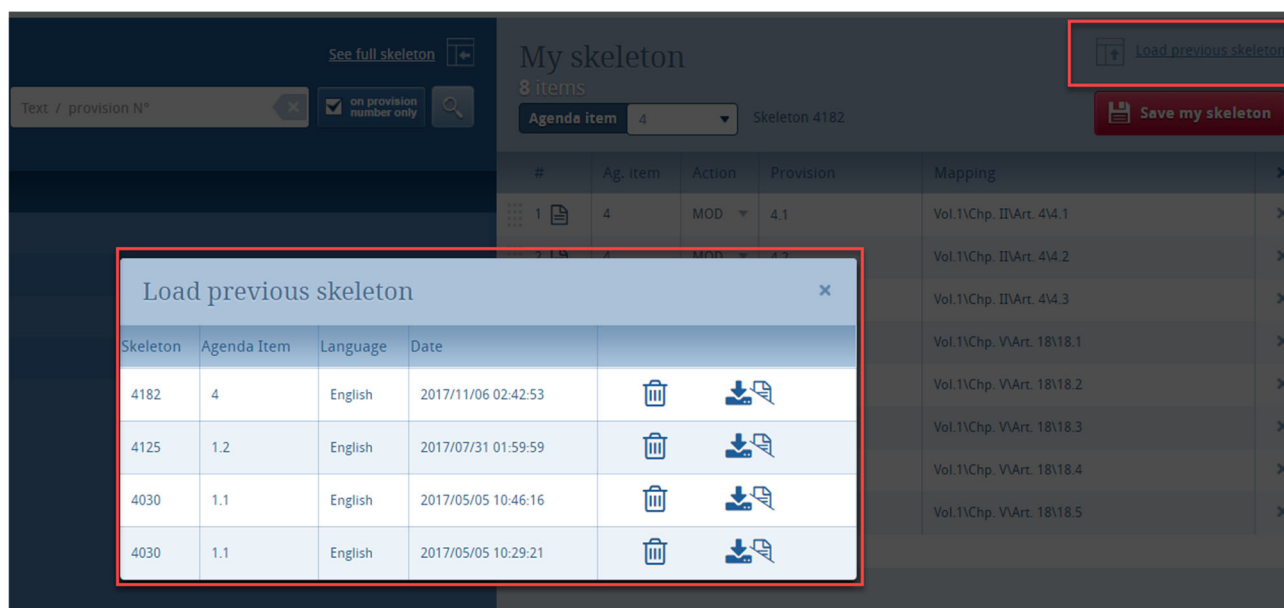 See full skeleton
My skeleton
Load previous skeleton
8 items
Text / provision N°
on provision
number only
Agenda item 4 Skeleton 4182
Save my skeleton
# Ag. item Action Provision Mapping
1 4 MOD 4.1 Vol.1\Chp. II\Art. 4\4.1
2 4 MOD 4.2 Vol.1\Chp. II\Art. 4\4.2
Vol.1\Chp. II\Art. 4\4.3
Vol.1\Chp. V\Art. 18\18.1
Vol.1\Chp. V\Art. 18\18.2
Vol.1\Chp. V\Art. 18\18.3
Vol.1\Chp. V\Art. 18\18.4
Vol.1\Chp. V\Art. 18\18.5
Load previous skeleton
Skeleton Agenda Item Language Date
4182 4 English 2017/11/06 02:42:53
4125 1.2 English 2017/07/31 01:59:59
4030 1.1 English 2017/05/05 10:46:16
4030 1.1 English 2017/05/05 10:29:21